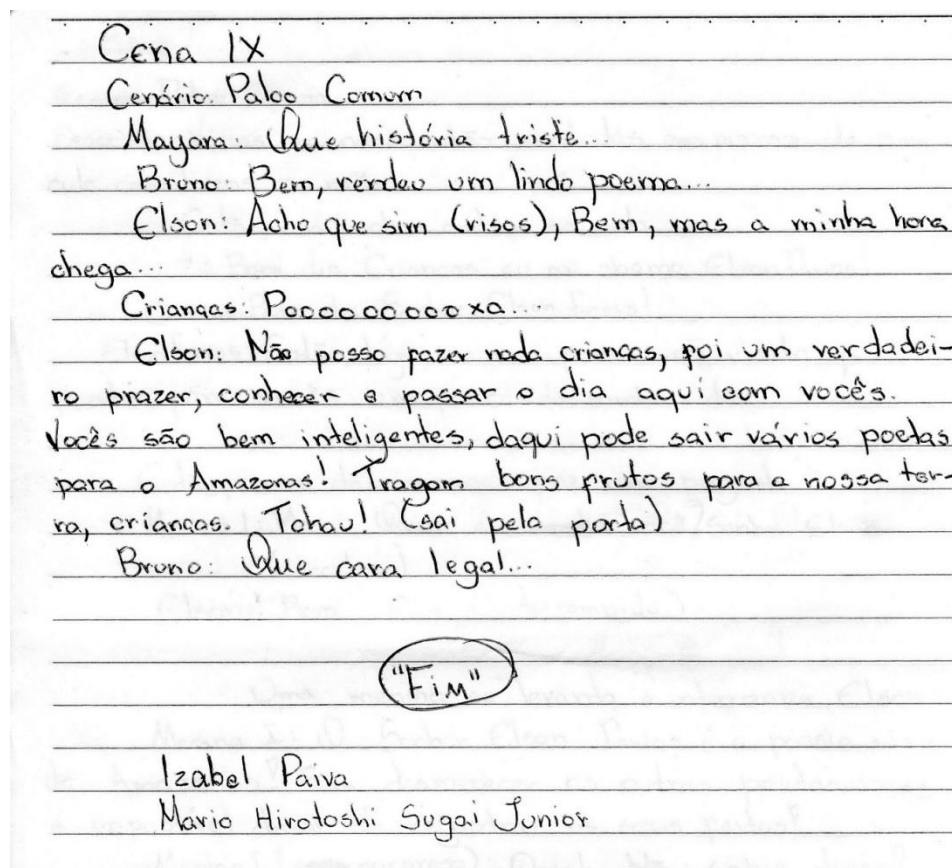 Cena IX
Cenário: Palco Comum
Mayara: Que história triste...
Bruno: Bem, rendeu um lindo poema...
Elson: Acho que sim (risos), Bem, mas a minha hora
chega...
Crianças: Poooooooooxa...
Elson: Não posso fazer nada crianças, foi um verdadei-
ro prazer, conhecer e passar o dia aqui com vocês.
Vocês são bem inteligentes, daqui pode sair vários poetas
para o Amazonas! Tragam bons frutos para a nossa ter-
ra, crianças. Tchau! (sai pela porta)
Bruno: Que cara legal...
"Fim"
Izabel Paiva
Mario Hirotoshi Sugai Junior